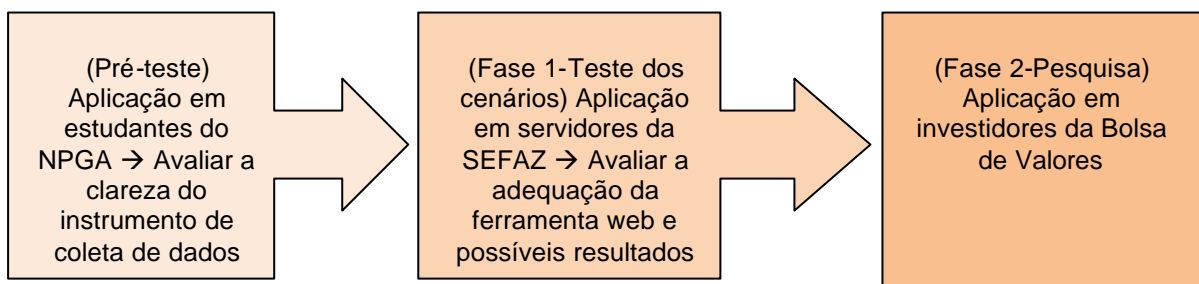 (Pré-teste)
Aplicação em
estudantes do
NPGA → Avaliar a
clareza do
instrumento de
coleta de dados
(Fase 1-Teste dos
cenários) Aplicação
em servidores da
SEFAZ → Avaliar a
adequação da
ferramenta web e
possíveis resultados
(Fase 2-Pesquisa)
Aplicação em
investidores da Bolsa
de Valores